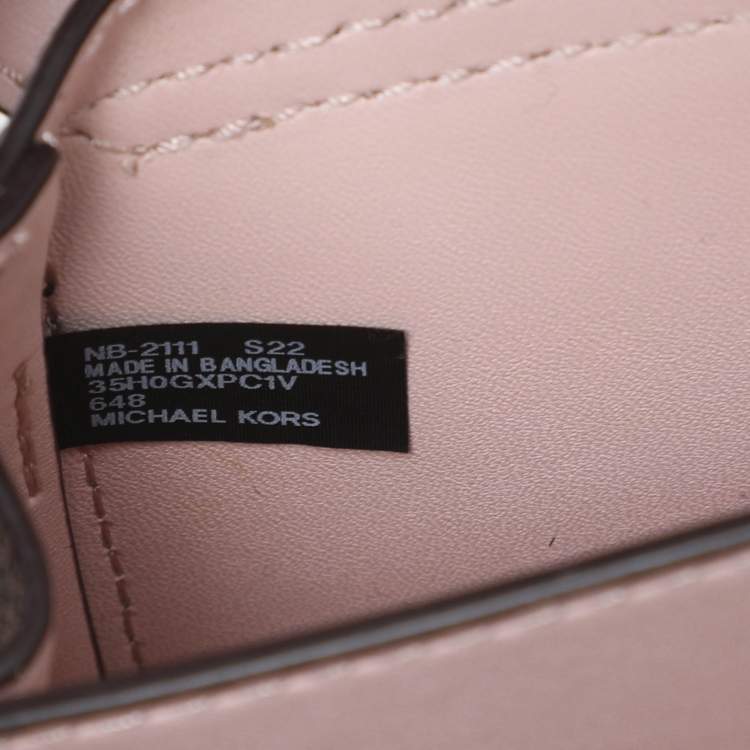 NB-2111 S22
MADE IN BANGLADESH
35H0GXPC1V
648
MICHAEL KORS